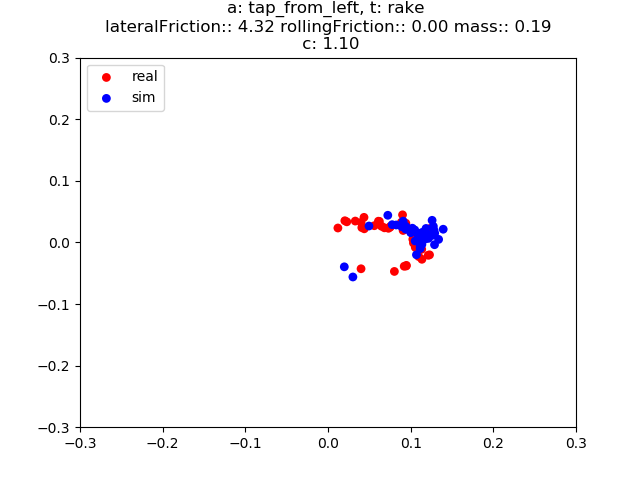 a: tap_from_left, t: rake
lateralFriction:: 4.32 rollingFriction:: 0.00 mass:: 0.19
c: 1.10
real
sim
0.3
0.2
0.1
0.0
−0.1
−0.2
−0.3
−0.3 −0.2 −0.1 0.0 0.1 0.2 0.3